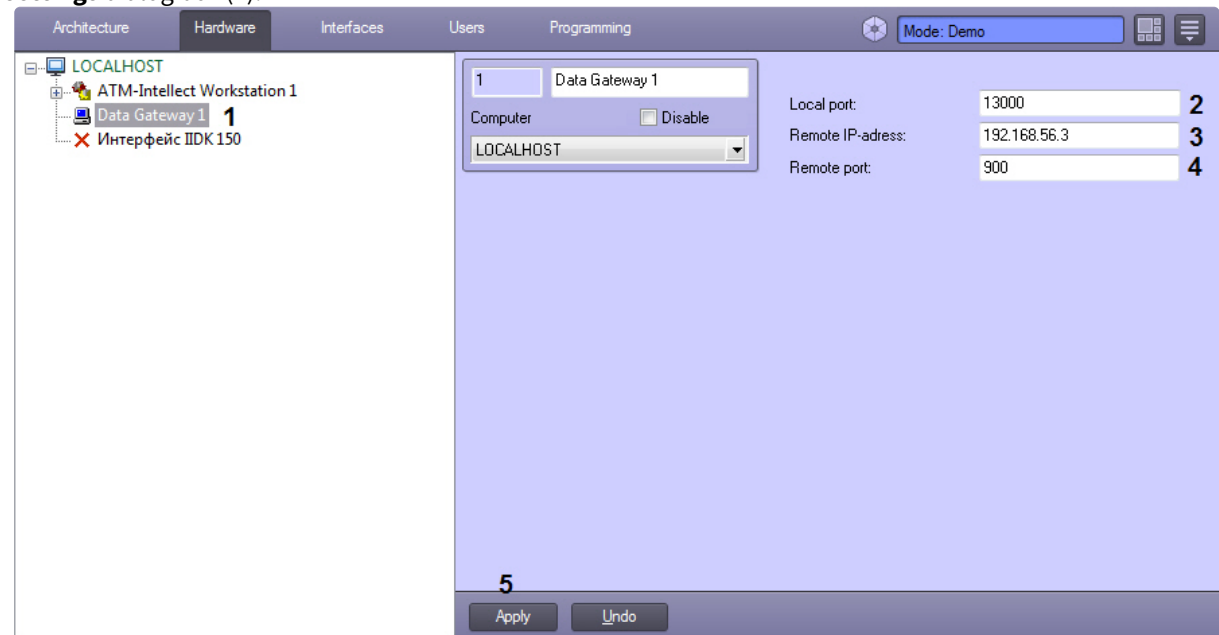 Architecture Hardware Interfaces Users Programming Mode: Demo
LOCALHOST
ATM-Intellect Workstation 1
Data Gateway 1 1
Интерфейс IIDK 150
1 Data Gateway 1
Computer Disable
LOCALHOST
Local port: 13000 2
Remote IP-adress: 192.168.56.3 3
Remote port: 900 4
5
Apply Undo